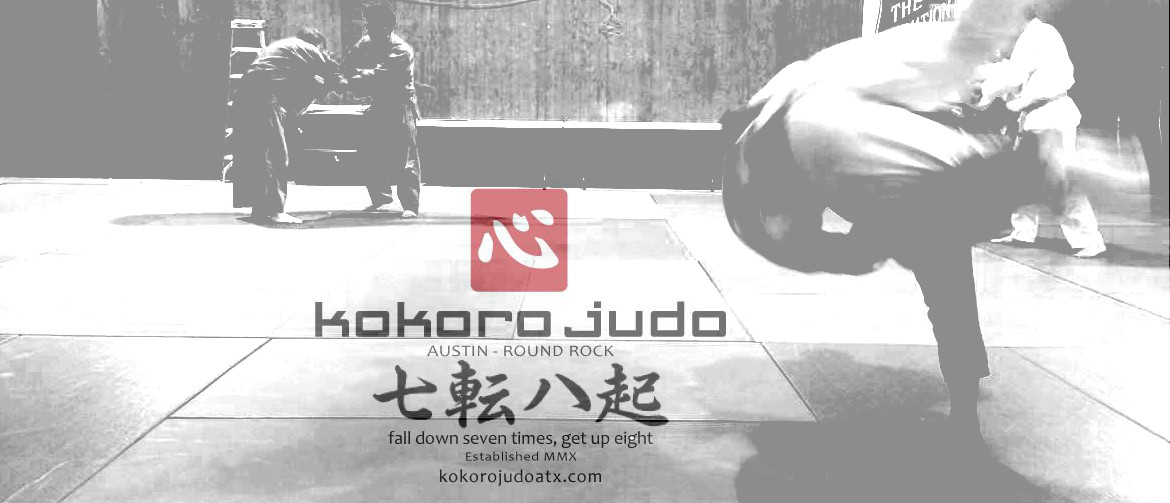 THE
心
kokoro judo
AUSTIN - ROUND ROCK
七転八起
fall down seven times, get up eight
Established MMX
kokorojudoatx.com